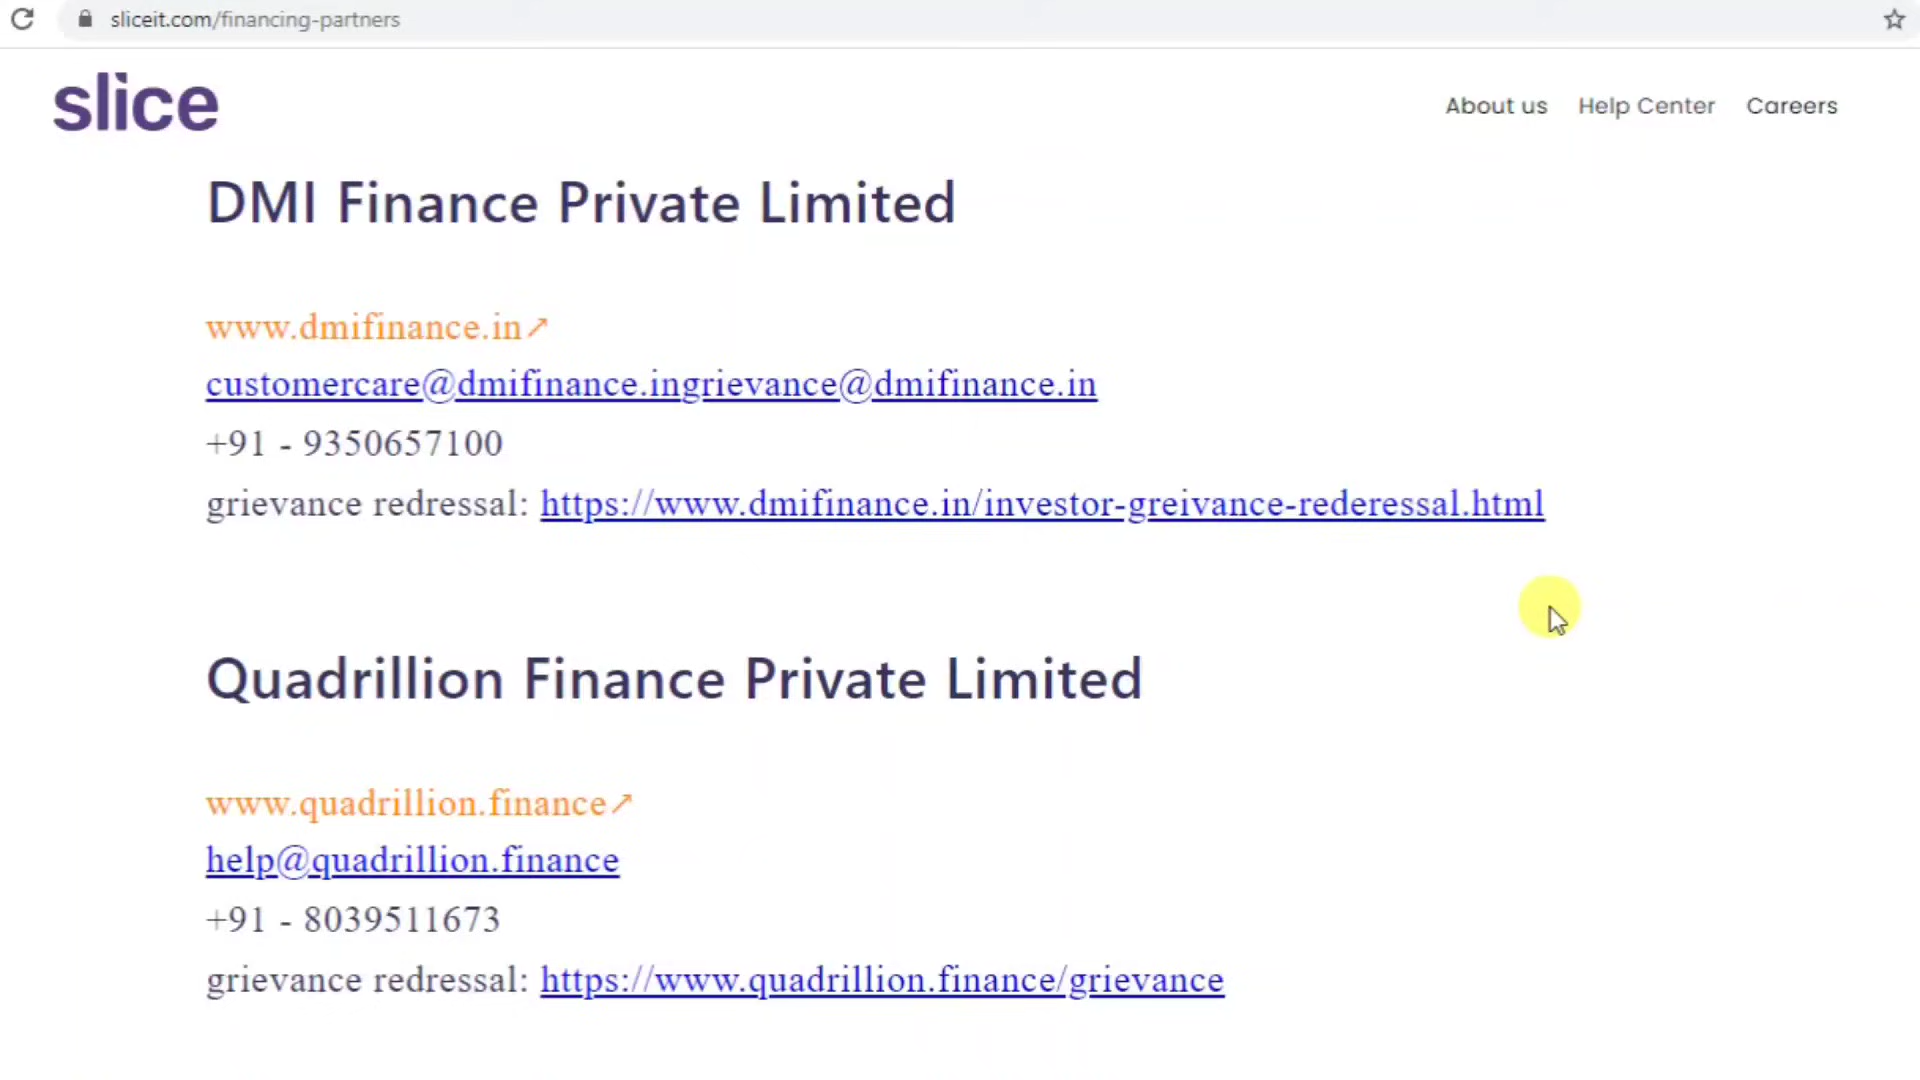 sliceit.com/financing-partners
slice
About us Help Center Careers
DMI Finance Private Limited
www.dmifinance.in↗
customercare@dmifinance.ingrievance@dmifinance.in
+91 - 9350657100
grievance redressal: https://www.dmifinance.in/investor-greivance-rederessal.html
Quadrillion Finance Private Limited
www.quadrillion.finance↗
help@quadrillion.finance
+91 - 8039511673
grievance redressal: https://www.quadrillion.finance/grievance